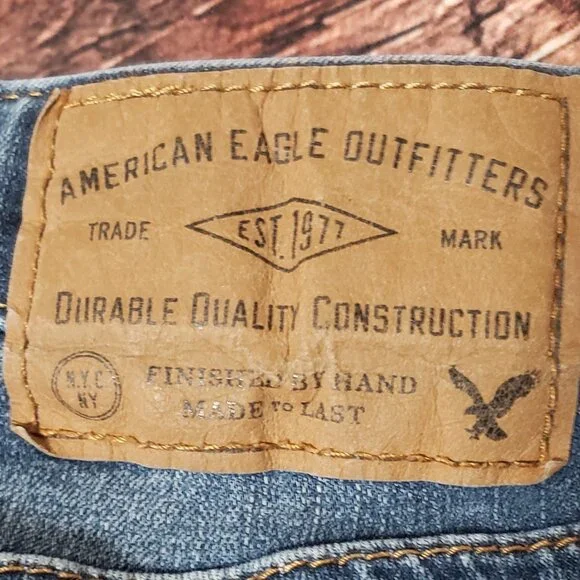 AMERICAN EAGLE OUTFITTERS
TRADE EST. 1977 MARK
DURABLE QUALITY CONSTRUCTION
N.Y.C
NY
FINISHED BY HAND
MADE TO LAST